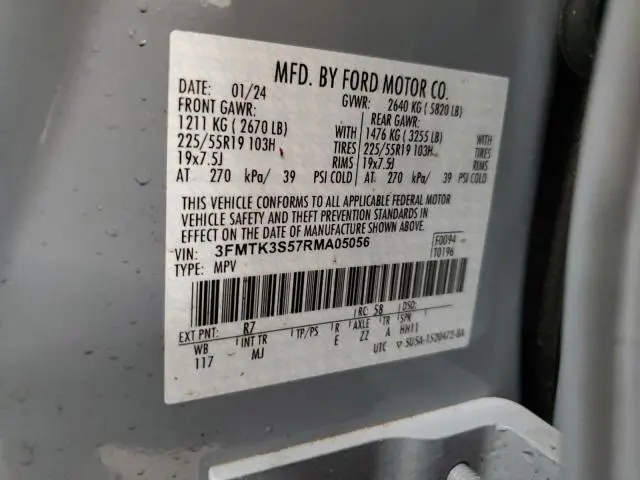 MFD. BY FORD MOTOR CO.
DATE: 01/24 GVWR: 2640 KG ( 5820 LB)
FRONT GAWR: REAR GAWR:
1211 KG ( 2670 LB) WITH 1476 KG ( 3255 LB) WITH
225/55R19 103H TIRES 225/55R19 103H TIRES
19x7.5J RIMS 19x7.5J RIMS
AT 270 kPa/ 39 PSI COLD AT 270 kPa/ 39 PSI COLD
THIS VEHICLE CONFORMS TO ALL APPLICABLE FEDERAL MOTOR
VEHICLE SAFETY AND THEFT PREVENTION STANDARDS IN
EFFECT ON THE DATE OF MANUFACTURE SHOWN ABOVE.
VIN: 3FMTK3S57RMA05056 F0094
TYPE: MPV T0196
EXT PNT: R7 RC: 58 DSO:
WB INT TR TP/PS R AXLE TR SPR
117 MJ E ZZ A HH11
UTC 5U5A-1520472-BA